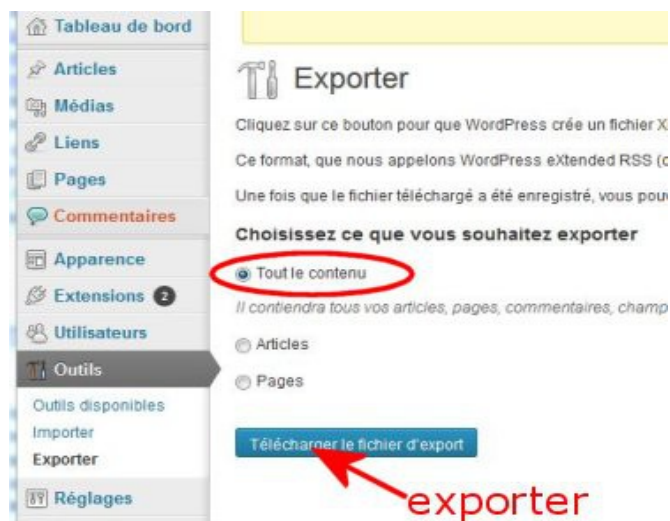 Tableau de bord
Articles
Médias
Liens
Pages
Commentaires
Apparence
Extensions 2
Utilisateurs
Outils
Outils disponibles
Importer
Exporter
Réglages
Exporter
Cliquez sur ce bouton pour que WordPress crée un fichier
Ce format, que nous appelons WordPress eXtended RSS
Une fois que le fichier téléchargé a été enregistré, vous
Choisissez ce que vous souhaitez exporter
Tout le contenu
Il contiendra tous vos articles, pages, commentaires,
Articles
Pages
Télécharger le fichier d'export
exporter